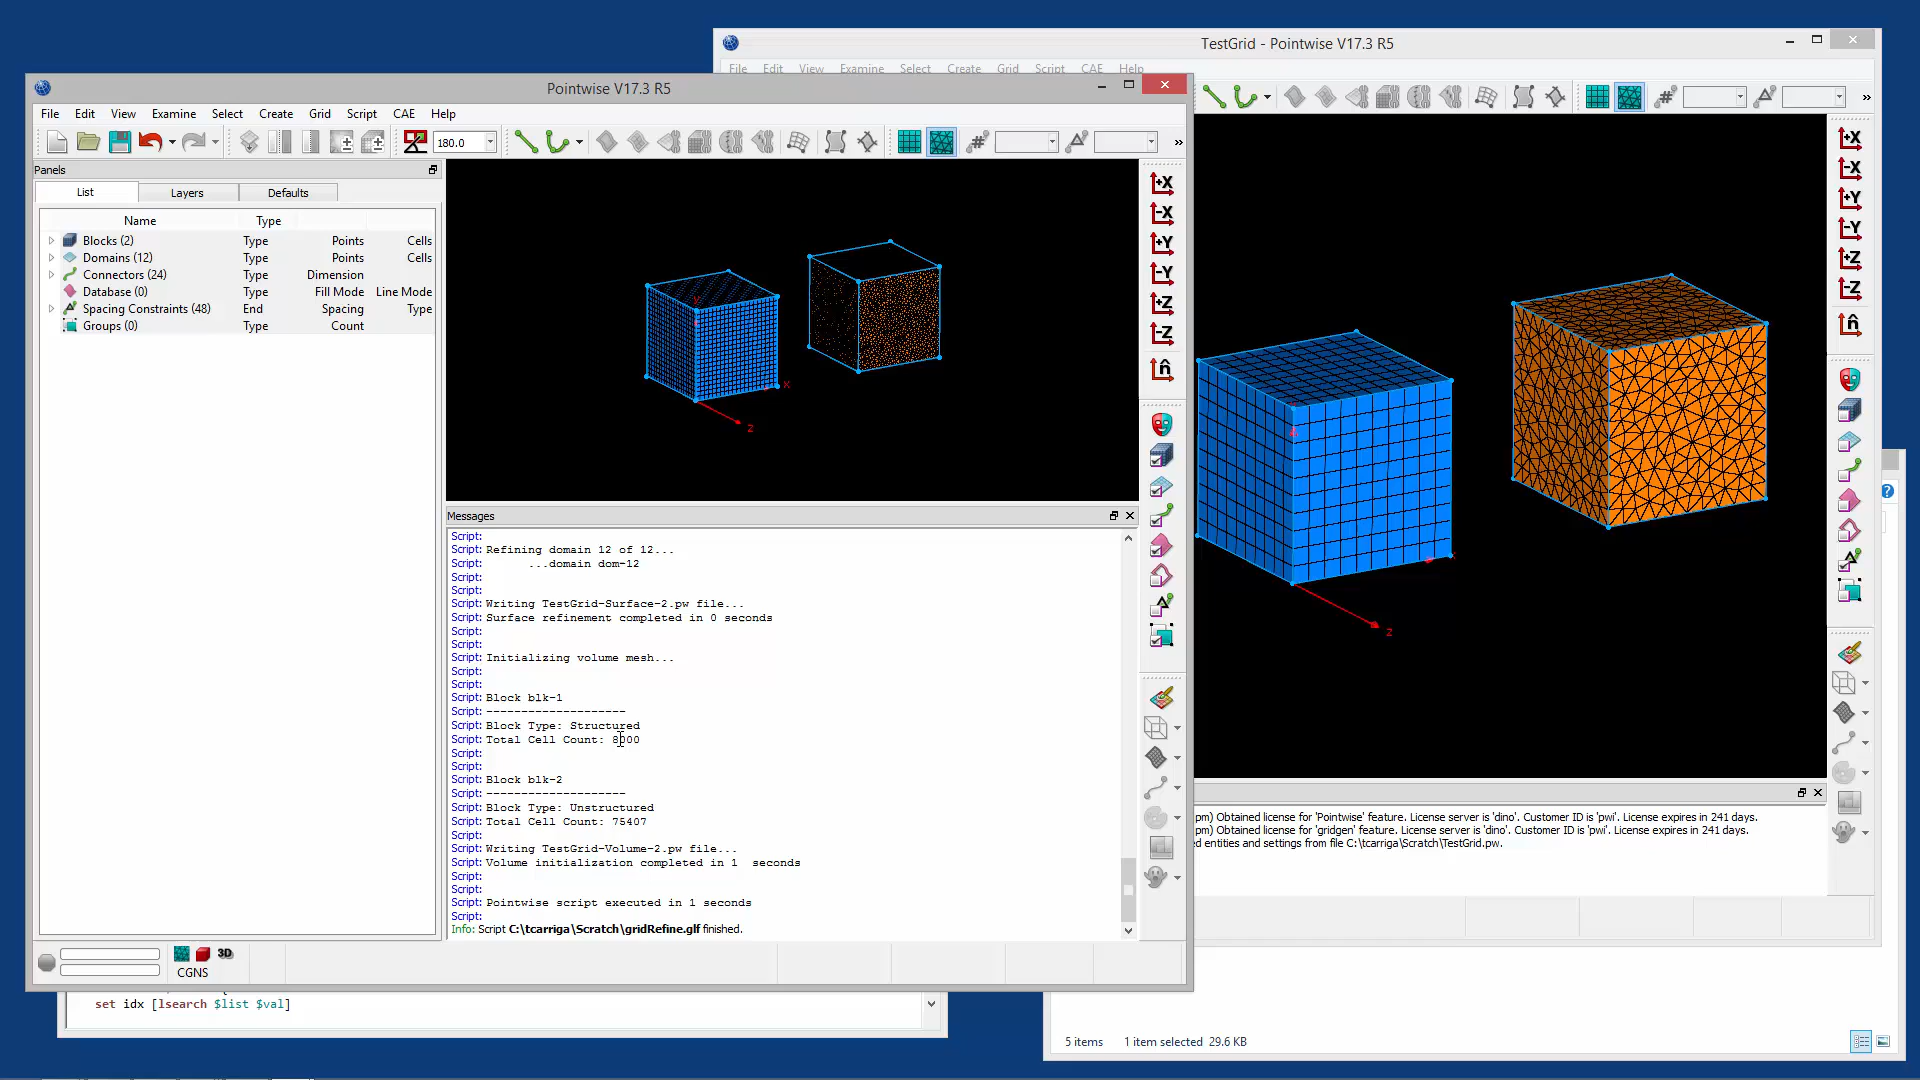 TestGrid - Pointwise V17.3 R5
File Edit View Examine Select Create Grid Script CAE Help
Pointwise V17.3 R5
File Edit View Examine Select Create Grid Script CAE Help
180.0
»
»
Panels
List Layers Defaults
Name Type
Blocks (2) Type Points Cells
Domains (12) Type Points Cells
Connectors (24) Type Dimension
Database (0) Type Fill Mode Line Mode
Spacing Constraints (48) End Spacing Type
Groups (0) Type Count
y
x
z
+X
-X
+Y
-Y
+Z
-Z
n̂
z
+X
-X
+Y
-Y
+Z
-Z
n̂
Messages
Script:
Script: Refining domain 12 of 12...
Script: ...domain dom-12
Script:
Script:
Script: Writing TestGrid-Surface-2.pw file...
Script: Surface refinement completed in 0 seconds
Script:
Script:
Script: Initializing volume mesh...
Script:
Script:
Script: Block blk-1
Script: --------------------
Script: Block Type: Structured
Script: Total Cell Count: 8000
Script:
Script:
Script: Block blk-2
Script: --------------------
Script: Block Type: Unstructured
Script: Total Cell Count: 75407
Script:
Script: Writing TestGrid-Volume-2.pw file...
Script: Volume initialization completed in 1 seconds
Script:
Script:
Script: Pointwise script executed in 1 seconds
Script:
Info: Script C:\tcarriga\Scratch\gridRefine.glf finished.
pm) Obtained license for 'Pointwise' feature. License server is 'dino'. Customer ID is 'pwi'. License expires in 241 days.
pm) Obtained license for 'gridgen' feature. License server is 'dino'. Customer ID is 'pwi'. License expires in 241 days.
d entities and settings from file C:\tcarriga\Scratch\TestGrid.pw.
3D
CGNS
set idx [lsearch $list $val]
5 items 1 item selected 29.6 KB